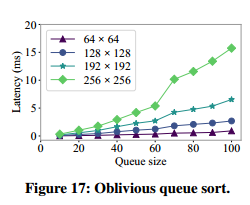 20
15
10
5
0
Latency (ms)
64 × 64
128 × 128
192 × 192
256 × 256
0 20 40 60 80 100
Queue size
Figure 17: Oblivious queue sort.